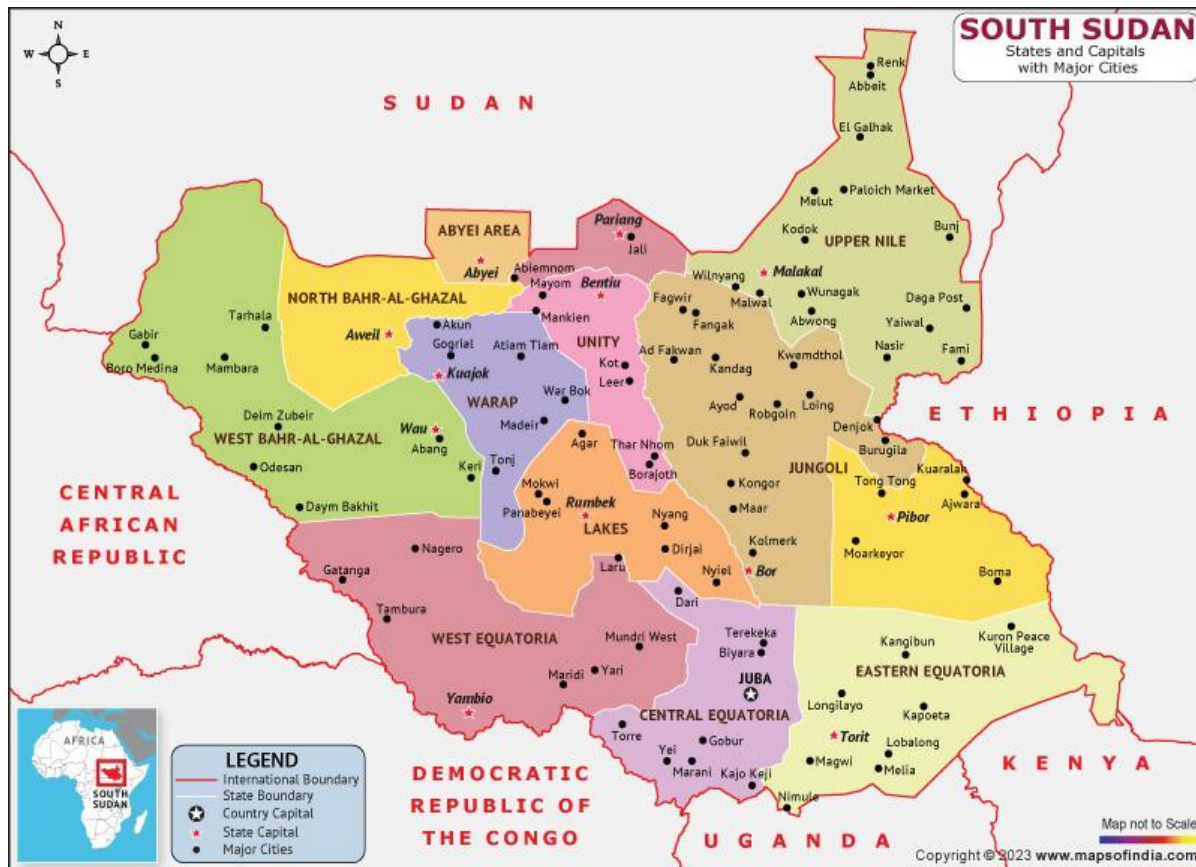 SOUTH SUDAN
States and Capitals
with Major Cities
N
W
E
S
SUDAN
Renk
Abbeit
El Galhak
Melut
Paloich Market
Kodok
Bunj
UPPER NILE
Malakal
Wilnyang
Malwal
Wunagak
Abwong
Daga Post
Yaiwal
Nasir
Fami
Pariang
Jali
ABYEI AREA
Abyei
Abiemnom
Mayom
Bentiu
Mankien
UNITY
Kot
Leer
Thar Nhom
Borajoth
NORTH BAHR-AL-GHAZAL
Aweil
Akun
Gogrial
Atiam Tiam
Kuajok
WARAP
War Bok
Madeir
Tonj
Tarhala
Gabir
Boro Medina
Mambara
Deim Zubeir
WEST BAHR-AL-GHAZAL
Wau
Abang
Odesan
Keri
Daym Bakhit
Fagwir
Fangak
Ad Fakwan
Kandag
Kwemdthol
Ayod
Robgoin
Loing
Denjok
Burugila
Duk Faiwil
JUNGOLI
Kongor
Maar
Kolmerk
Bor
ETHIOPIA
Kuaralak
Tong Tong
Ajwara
Pibor
Moarkeyor
Boma
Agar
Mokwi
Panabeyei
Rumbek
LAKES
Nyang
Dirjai
Nyiel
Laru
CENTRAL
AFRICAN
REPUBLIC
Nagero
Gatanga
Tambura
WEST EQUATORIA
Mundri West
Yari
Maridi
Yambio
Dari
Terekeka
Biyara
JUBA
CENTRAL EQUATORIA
Torre
Gobur
Yei
Marani
Kajo Keji
Kangibun
Kuron Peace
Village
EASTERN EQUATORIA
Longilayo
Kapoeta
Torit
Lobalong
Magwi
Melia
Nimule
KENYA
DEMOCRATIC
REPUBLIC OF
THE CONGO
UGANDA
AFRICA
SOUTH
SUDAN
LEGEND
International Boundary
State Boundary
Country Capital
State Capital
Major Cities
Map not to Scale
Copyright © 2023 www.mapsofindia.com